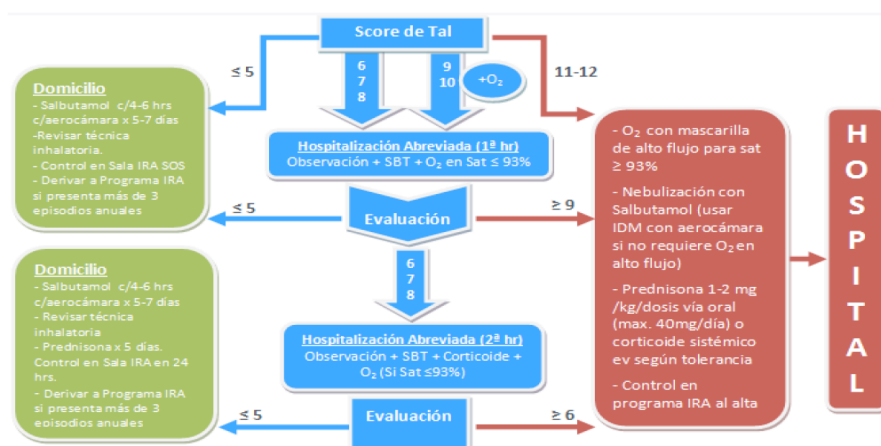 Score de Tal
≤ 5
6
7
8
9
10
+O₂
11-12
Domicilio
- Salbutamol c/4-6 hrs
c/aerocámara x 5-7 días
-Revisar técnica
inhalatoria.
- Control en Sala IRA SOS
- Derivar a Programa IRA
si presenta más de 3
episodios anuales
Hospitalización Abreviada (1ª hr)
Observación + SBT + O₂ en Sat ≤ 93%
≤ 5
Evaluación
≥ 9
6
7
8
- O₂ con mascarilla
de alto flujo para sat
≥ 93%
- Nebulización con
Salbutamol (usar
IDM con aerocámara
si no requiere O₂ en
alto flujo)
- Prednisona 1-2 mg
/kg/dosis vía oral
(max. 40mg/día) o
corticoide sistémico
ev según tolerancia
- Control en
programa IRA al alta
HOSPITAL
Domicilio
- Salbutamol c/4-6 hrs
c/aerocámara x 5-7 días
- Revisar técnica
inhalatoria
- Prednisona x 5 días.
Control en Sala IRA en 24
hrs.
- Derivar a Programa IRA
si presenta más de 3
episodios anuales
Hospitalización Abreviada (2ª hr)
Observación + SBT + Corticoide +
O₂ (Si Sat ≤93%)
≤ 5
Evaluación
≥ 6